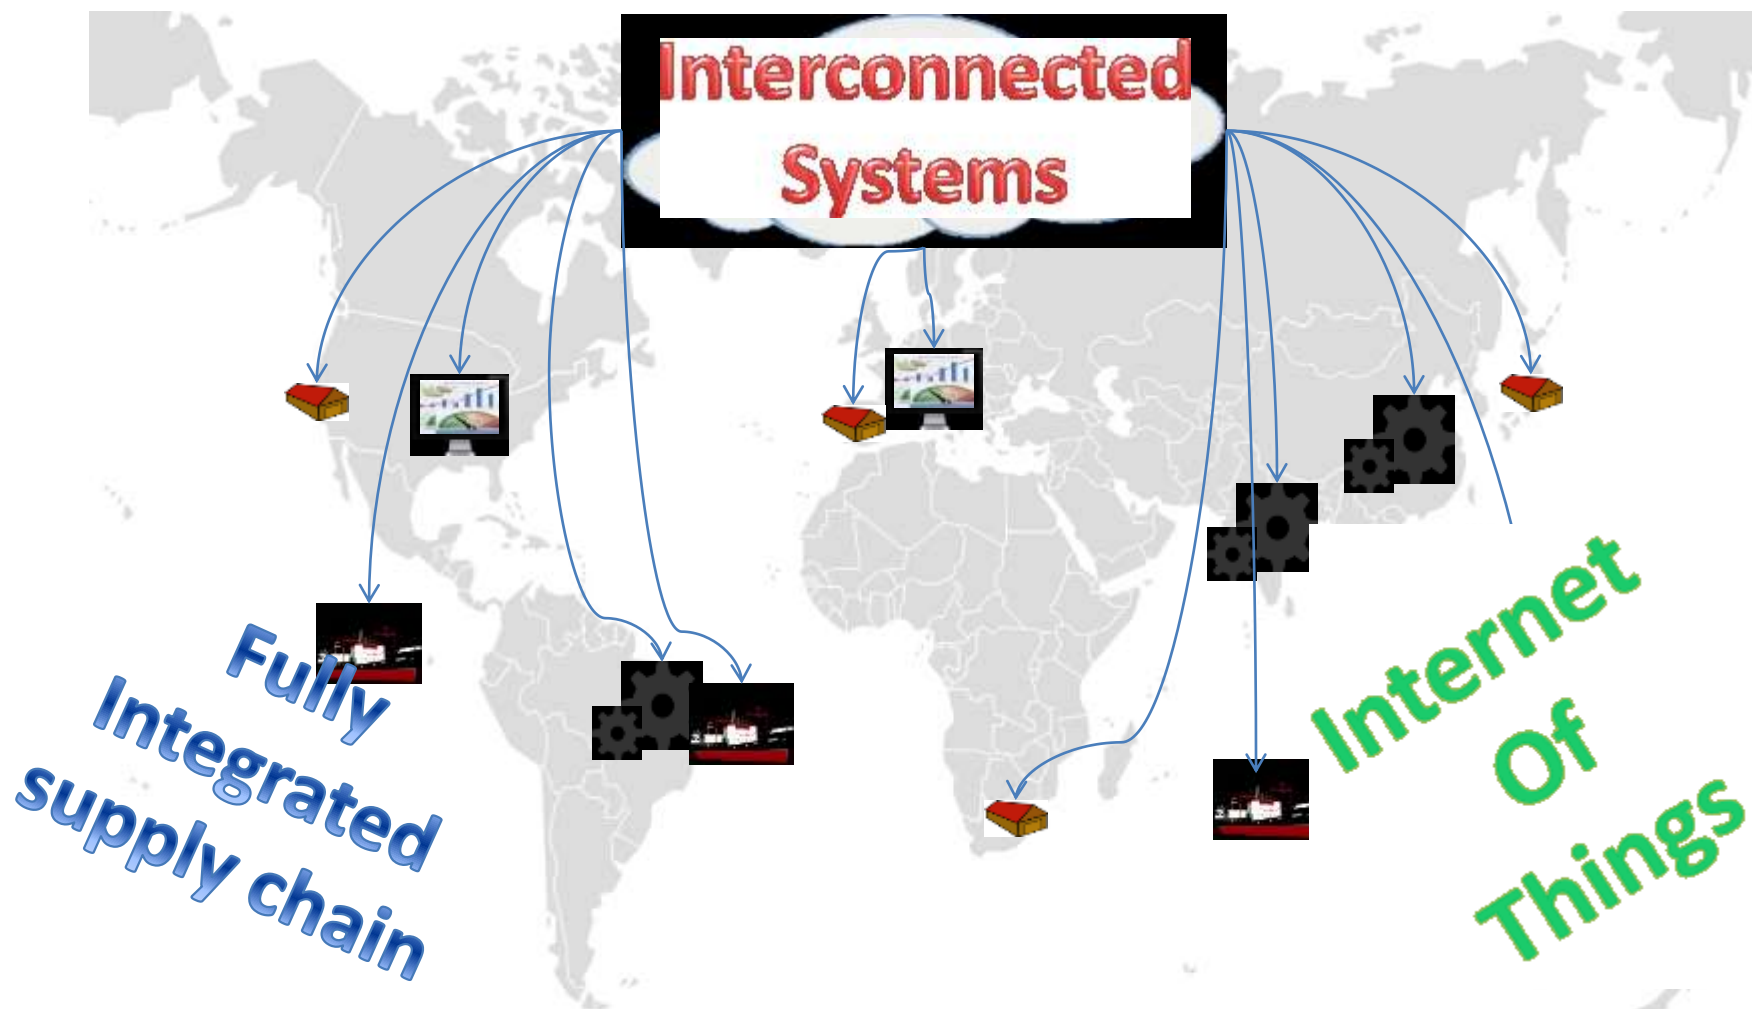 Interconnected
Systems
Fully
Integrated
supply chain
Internet
Of
Things